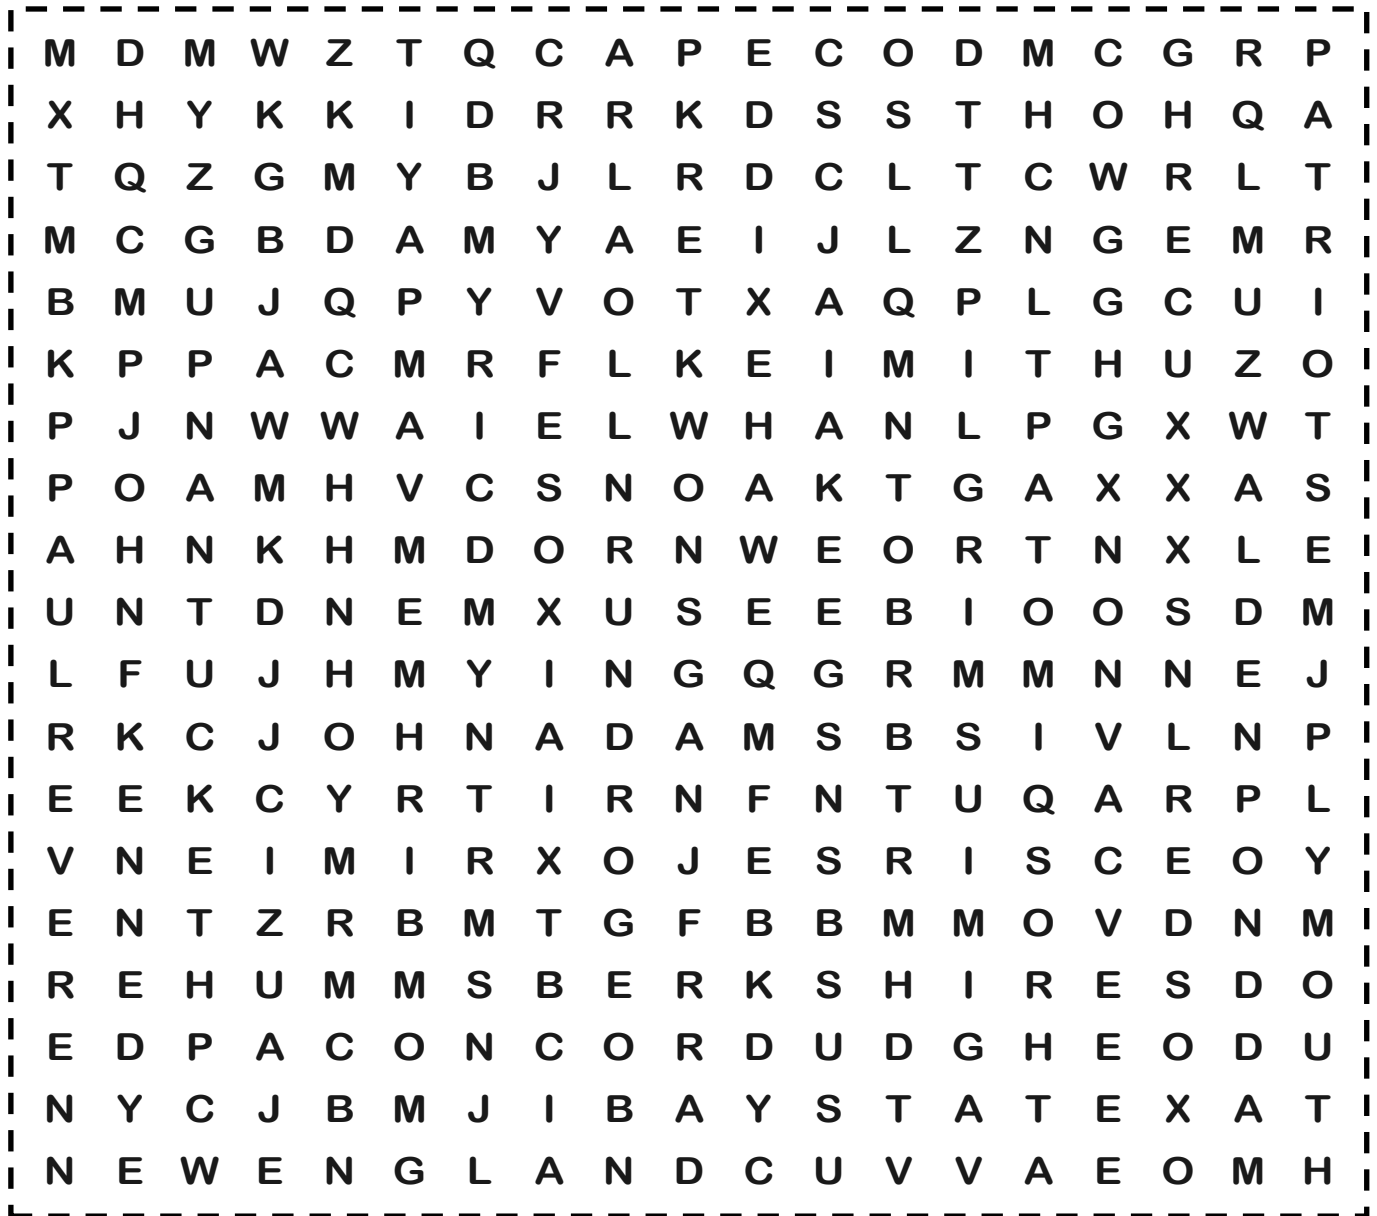 M D M W Z T Q C A P E C O D M C G R P
X H Y K K I D R R K D S S T H O H Q A
T Q Z G M Y B J L R D C L T C W R L T
M C G B D A M Y A E I J L Z N G E M R
B M U J Q P Y V O T X A Q P L G C U I
K P P A C M R F L K E I M I T H U Z O
P J N W W A I E L W H A N L P G X W T
P O A M H V C S N O A K T G A X X A S
A H N K H M D O R N W E O R T N X L E
U N T D N E M X U S E E B I O O S D M
L F U J H M Y I N G Q G R M M N N E J
R K C J O H N A D A M S B S I V L N P
E E K C Y R T I R N F N T U Q A R P L
V N E I M I R X O J E S R I S C E O Y
E N T Z R B M T G F B B M M O V D N M
R E H U M M S B E R K S H I R E S D O
E D P A C O N C O R D U D G H E O D U
N Y C J B M J I B A Y S T A T E X A T
N E W E N G L A N D C U V V A E O M H